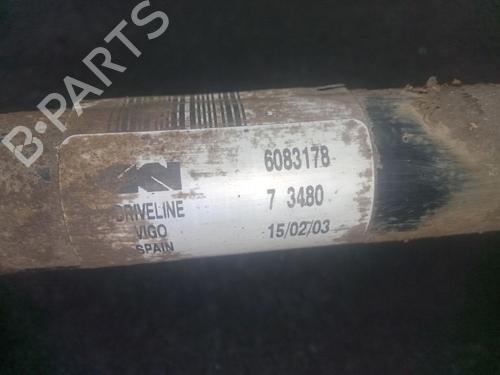 B-PARTS
6083178
DRIVELINE 7 3480
VIGO 15/02/03
SPAIN